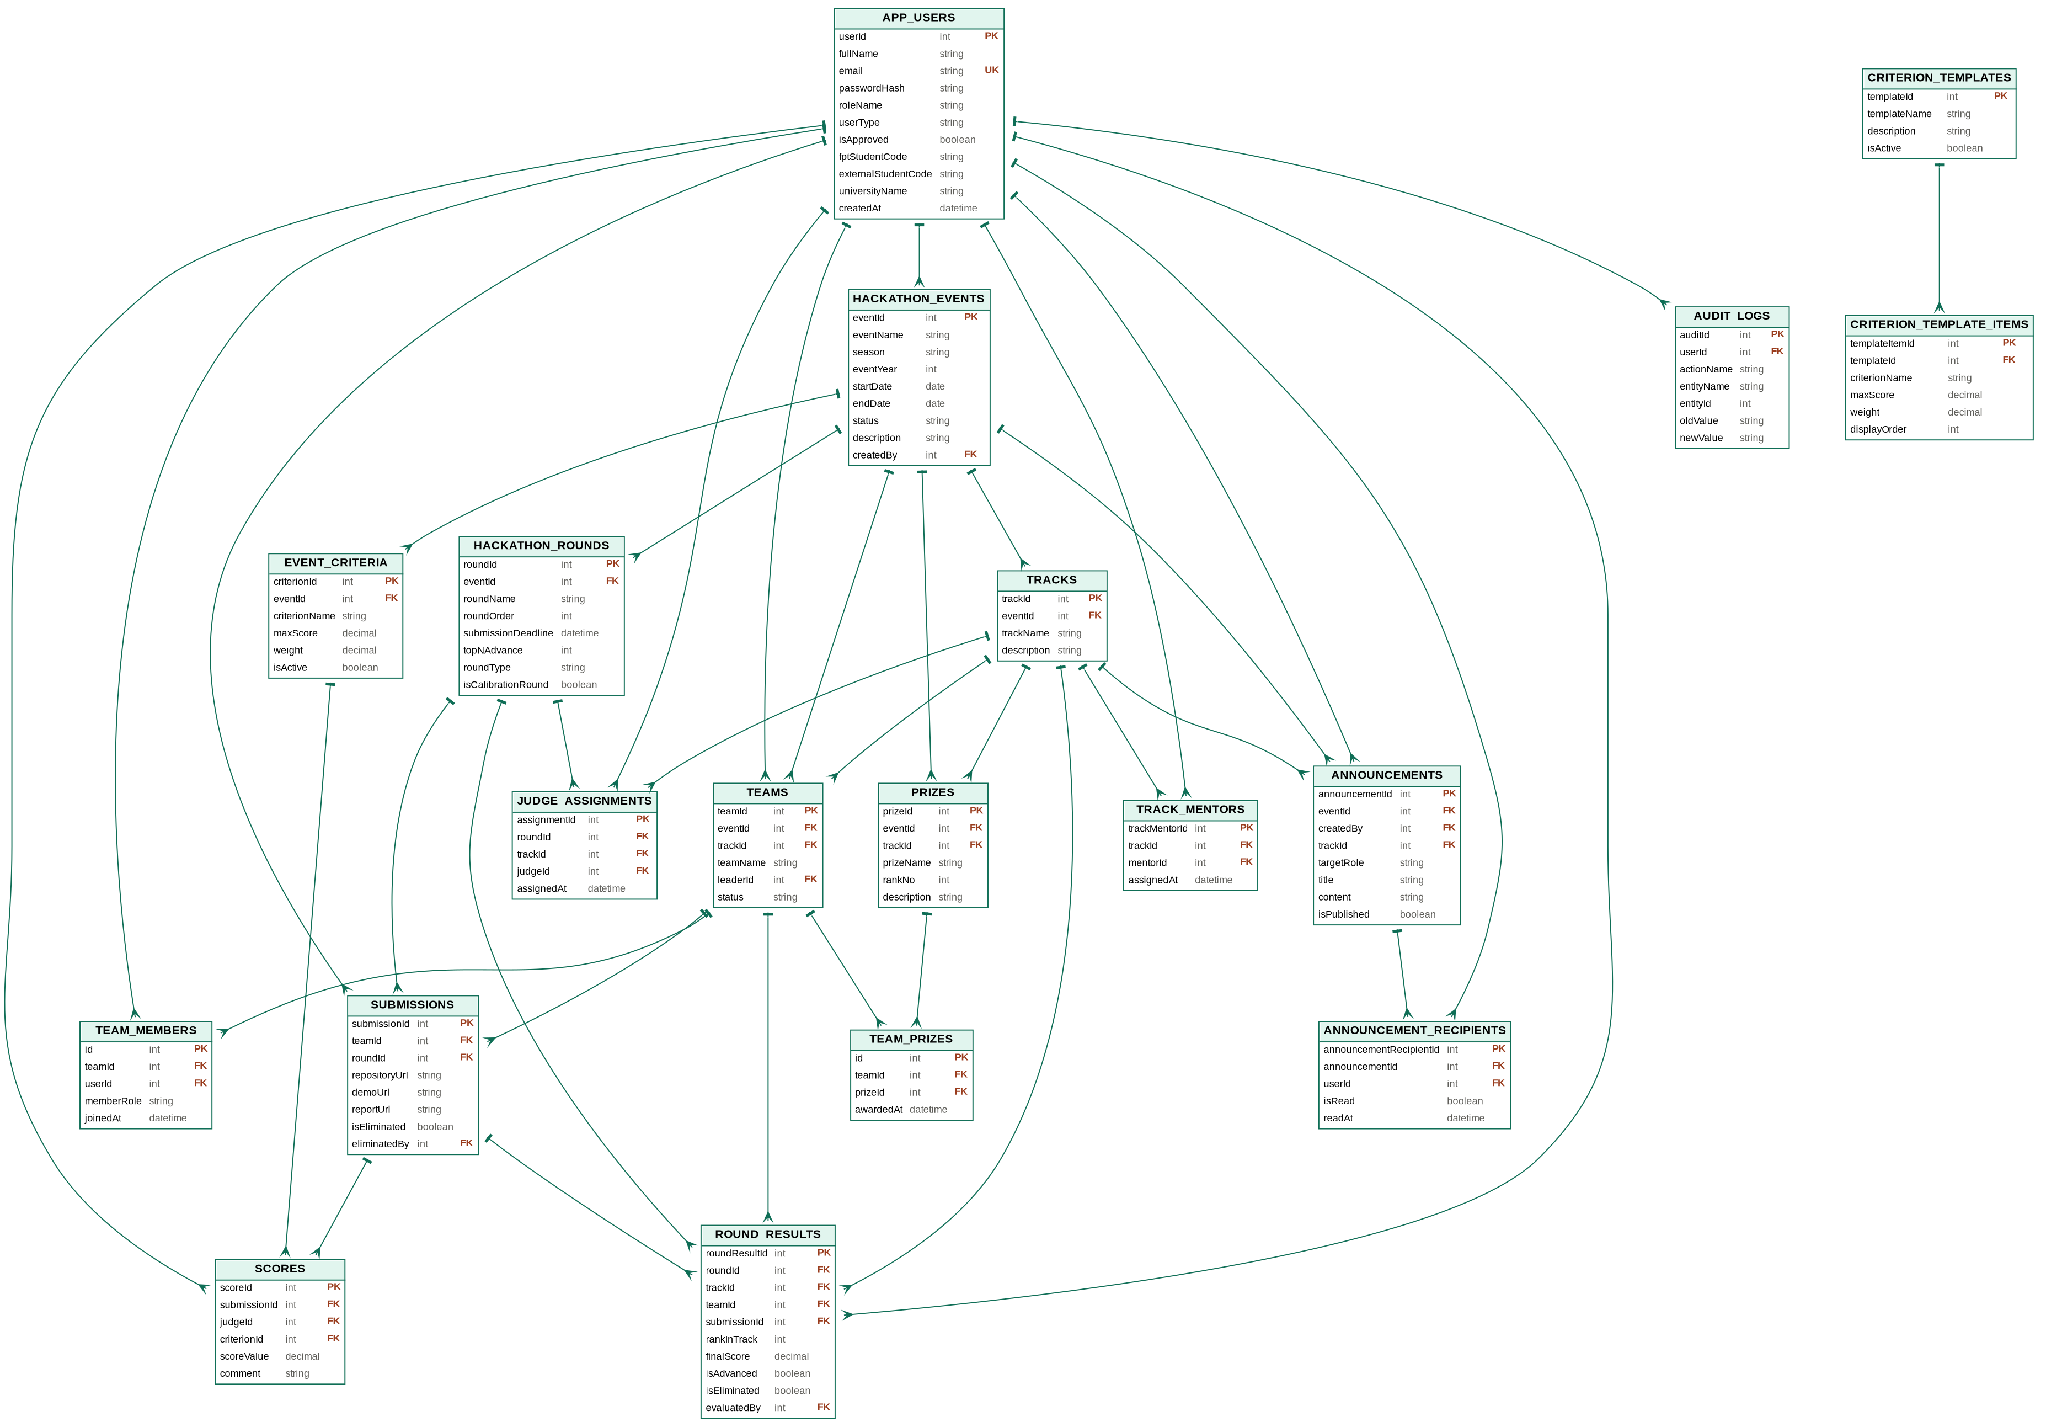 APP_USERS
userId int PK
fullName string
email string UK
passwordHash string
roleName string
userType string
isApproved boolean
fptStudentCode string
externalStudentCode string
universityName string
createdAt datetime
CRITERION_TEMPLATES
templateId int PK
templateName string
description string
isActive boolean
HACKATHON_EVENTS
eventId int PK
eventName string
season string
eventYear int
startDate date
endDate date
status string
description string
createdBy int FK
AUDIT_LOGS
auditId int PK
userId int FK
actionName string
entityName string
entityId int
oldValue string
newValue string
CRITERION_TEMPLATE_ITEMS
templateItemId int PK
templateId int FK
criterionName string
maxScore decimal
weight decimal
displayOrder int
EVENT_CRITERIA
criterionId int PK
eventId int FK
criterionName string
maxScore decimal
weight decimal
isActive boolean
HACKATHON_ROUNDS
roundId int PK
eventId int FK
roundName string
roundOrder int
submissionDeadline datetime
topNAdvance int
roundType string
isCalibrationRound boolean
TRACKS
trackId int PK
eventId int FK
trackName string
description string
JUDGE_ASSIGNMENTS
assignmentId int PK
roundId int FK
trackId int FK
judgeId int FK
assignedAt datetime
TEAMS
teamId int PK
eventId int FK
trackId int FK
teamName string
leaderId int FK
status string
PRIZES
prizeId int PK
eventId int FK
trackId int FK
prizeName string
rankNo int
description string
TRACK_MENTORS
trackMentorId int PK
trackId int FK
mentorId int FK
assignedAt datetime
ANNOUNCEMENTS
announcementId int PK
eventId int FK
createdBy int FK
trackId int FK
targetRole string
title string
content string
isPublished boolean
TEAM_MEMBERS
id int PK
teamId int FK
userId int FK
memberRole string
joinedAt datetime
SUBMISSIONS
submissionId int PK
teamId int FK
roundId int FK
repositoryUrl string
demoUrl string
reportUrl string
isEliminated boolean
eliminatedBy int FK
TEAM_PRIZES
id int PK
teamId int FK
prizeId int FK
awardedAt datetime
ANNOUNCEMENT_RECIPIENTS
announcementRecipientId int PK
announcementId int FK
userId int FK
isRead boolean
readAt datetime
SCORES
scoreId int PK
submissionId int FK
judgeId int FK
criterionId int FK
scoreValue decimal
comment string
ROUND_RESULTS
roundResultId int PK
roundId int FK
trackId int FK
teamId int FK
submissionId int FK
rankInTrack int
finalScore decimal
isAdvanced boolean
isEliminated boolean
evaluatedBy int FK